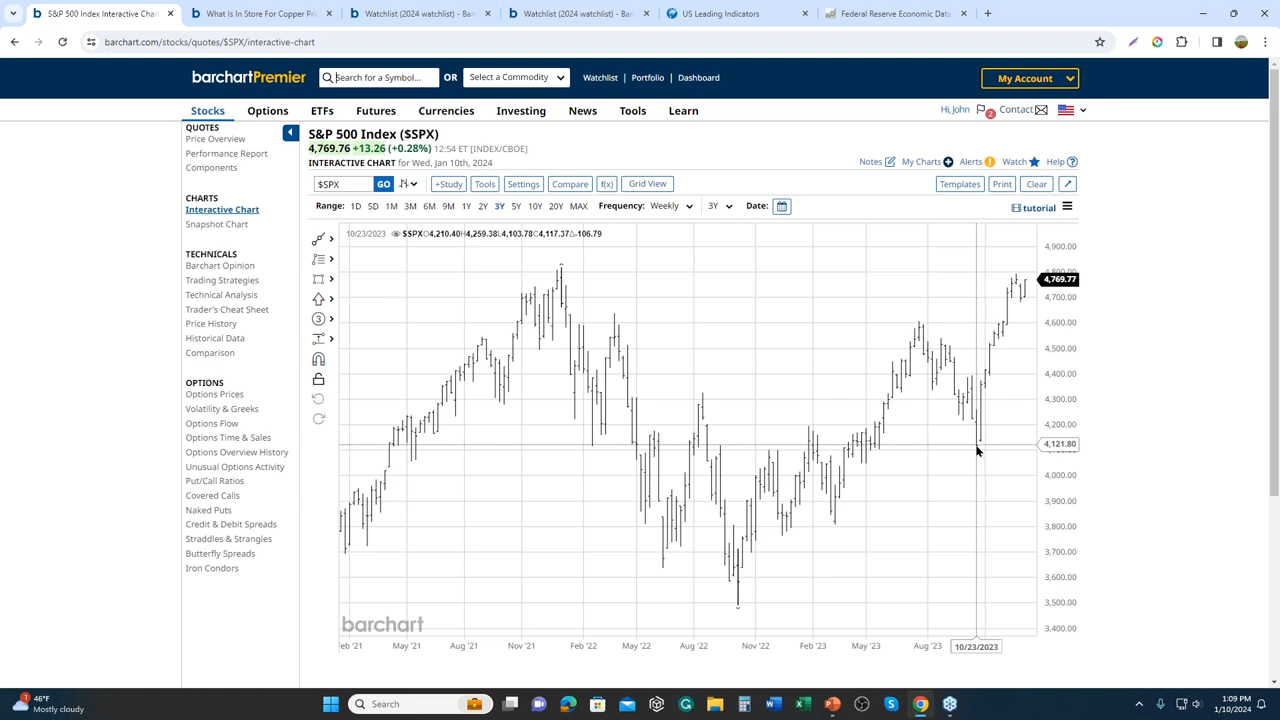 S&P 500 Index Interactive Chart
What Is In Store For Copper Pri
Watchlist (2024 watchlist) - Ba
Watchlist (2024 watchlist) - Ba
US Leading Indicators
Federal Reserve Economic Data
barchart.com/stocks/quotes/$SPX/interactive-chart
barchartPremier
Search for a Symbol...
OR
Select a Commodity
Watchlist
Portfolio
Dashboard
My Account
Stocks
Options
ETFs
Futures
Currencies
Investing
News
Tools
Learn
Hi, John
2
Contact
QUOTES
Price Overview
Performance Report
Components
CHARTS
Interactive Chart
Snapshot Chart
TECHNICALS
Barchart Opinion
Trading Strategies
Technical Analysis
Trader's Cheat Sheet
Price History
Historical Data
Comparison
OPTIONS
Options Prices
Volatility & Greeks
Options Flow
Options Time & Sales
Options Overview History
Unusual Options Activity
Put/Call Ratios
Covered Calls
Naked Puts
Credit & Debit Spreads
Straddles & Strangles
Butterfly Spreads
Iron Condors
S&P 500 Index ($SPX)
4,769.76 +13.26 (+0.28%) 12:54 ET [INDEX/CBOE]
INTERACTIVE CHART for Wed, Jan 10th, 2024
Notes
My Charts
Alerts
Watch
Help
$SPX
GO
+Study
Tools
Settings
Compare
f(x)
Grid View
Templates
Print
Clear
Range: 1D 5D 1M 3M 6M 9M 1Y 2Y 3Y 5Y 10Y 20Y MAX
Frequency: Weekly
3Y
Date:
tutorial
10/23/2023 $SPX O4,210.40 H4,259.38 L4,103.78 C4,117.37 Δ-106.79
4,900.00
4,800.00
4,769.77
4,700.00
4,600.00
4,500.00
4,400.00
4,300.00
4,200.00
4,121.80
4,000.00
3,900.00
3,800.00
3,700.00
3,600.00
3,500.00
3,400.00
3
barchart
Feb '21
May '21
Aug '21
Nov '21
Feb '22
May '22
Aug '22
Nov '22
Feb '23
May '23
Aug '23
10/23/2023
1
46°F
Mostly cloudy
Search
1:09 PM
1/10/2024